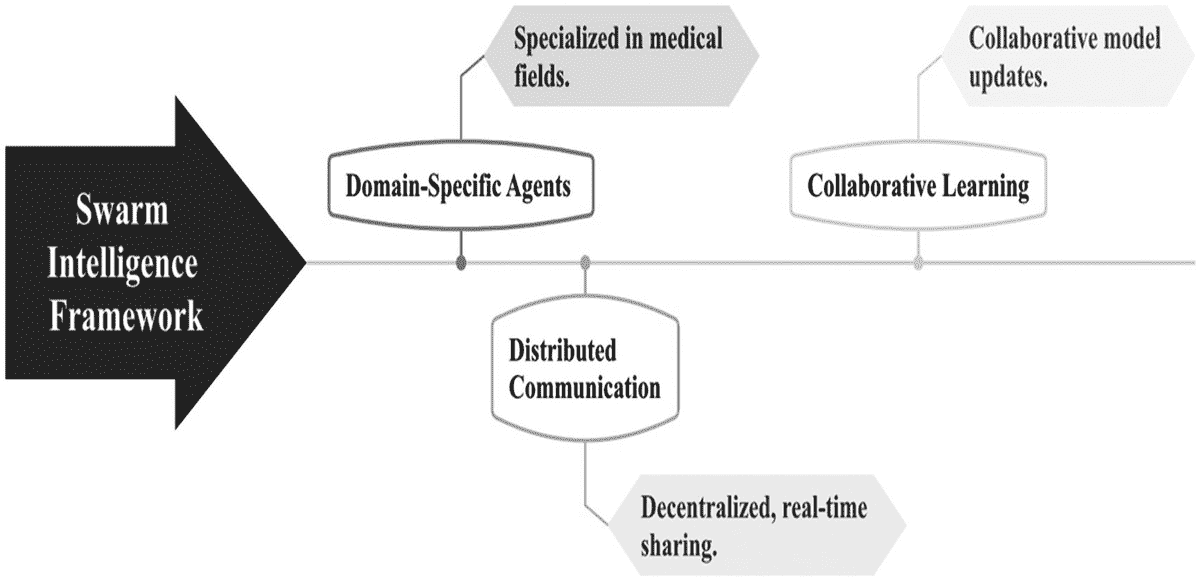 Swarm
Intelligence
Framework
Specialized in medical
fields.
Domain-Specific Agents
Distributed
Communication
Decentralized, real-time
sharing.
Collaborative model
updates.
Collaborative Learning